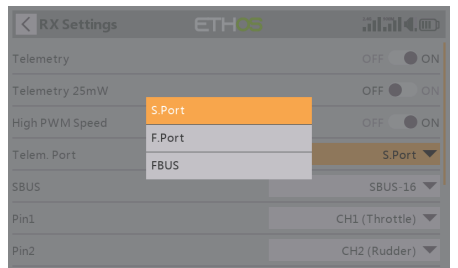 RX Settings ETHOS
Telemetry OFF ON
Telemetry 25mW OFF ON
S.Port
High PWM Speed OFF ON
F.Port
Telem. Port S.Port
FBUS
SBUS SBUS-16
Pin1 CH1 (Throttle)
Pin2 CH2 (Rudder)